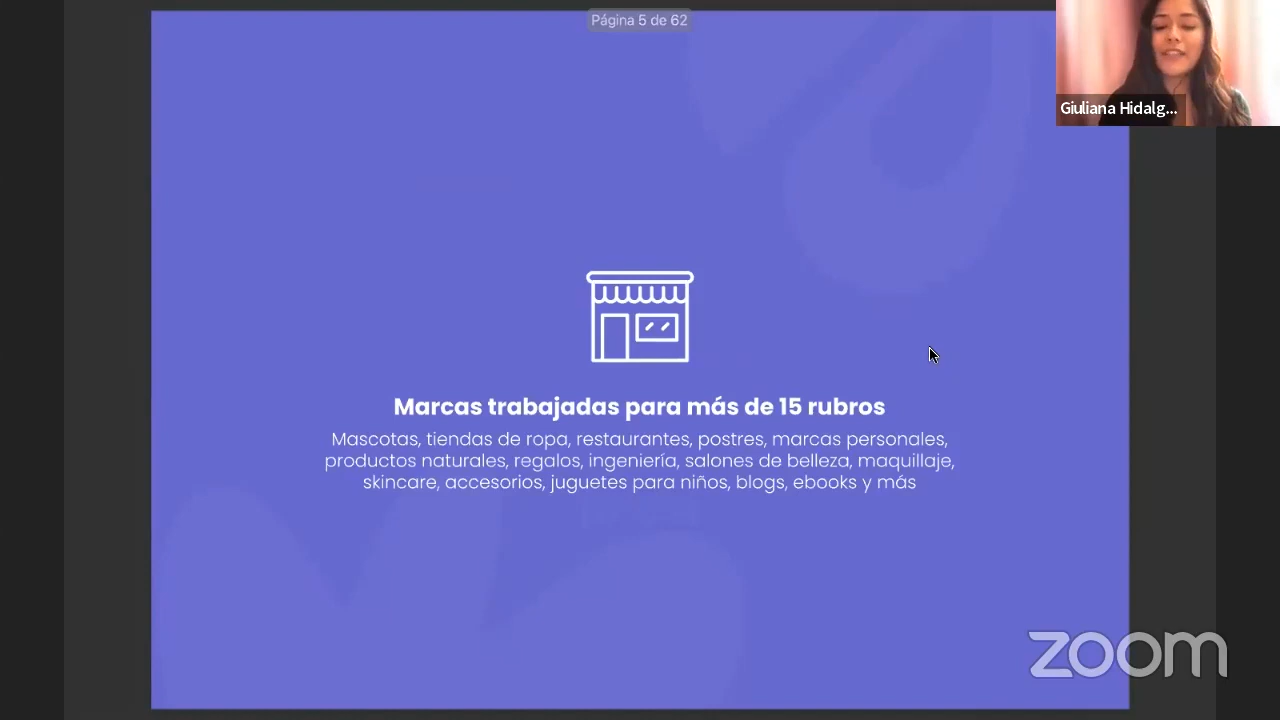 Página 5 de 62
Giuliana Hidalg...
Marcas trabajadas para más de 15 rubros
Mascotas, tiendas de ropa, restaurantes, postres, marcas personales,
productos naturales, regalos, ingeniería, salones de belleza, maquillaje,
skincare, accesorios, juguetes para niños, blogs, ebooks y más
zoom